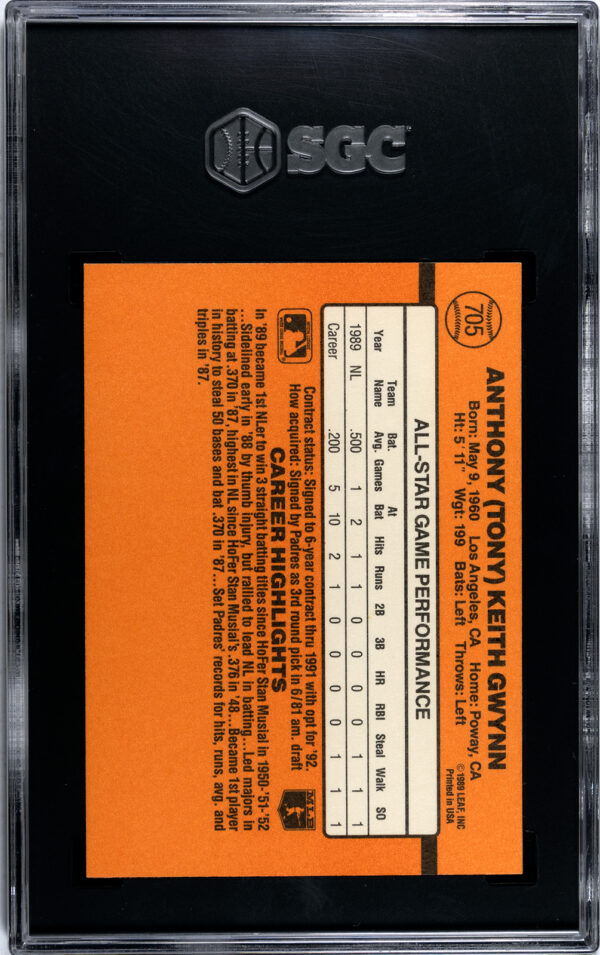 SGC
705
ANTHONY (TONY) KEITH GWYNN
Born: May 9, 1960 Los Angeles, CA Home: Poway, CA
Ht: 5' 11" Wgt: 199 Bats: Left Throws: Left
© 1989 LEAF, INC
Printed in USA
ALL-STAR GAME PERFORMANCE
Team Bat. At
Year Name Avg. Games Bat Hits Runs 2B 3B HR RBI Steal Walk SO
1989 NL .500 1 2 1 1 0 0 0 0 1 1 1
Career .200 5 10 2 1 0 0 0 0 1 1 1
Contract status: Signed to 6-year contract thru 1991 with opt for '92.
How acquired: Signed by Padres as 3rd round pick in 6/81 am. draft
CAREER HIGHLIGHTS
In '89 became 1st NLer to win 3 straight batting titles since HoFer Stan Musial in 1950-'51-'52
...Sidelined early in '88 by thumb injury, but rallied to lead NL in batting...Led majors in
batting at .370 in '87, highest in NL since HoFer Stan Musial's .376 in '48...Became 1st player
in history to steal 50 bases and bat .370 in '87...Set Padres' records for hits, runs, avg. and
triples in '87.